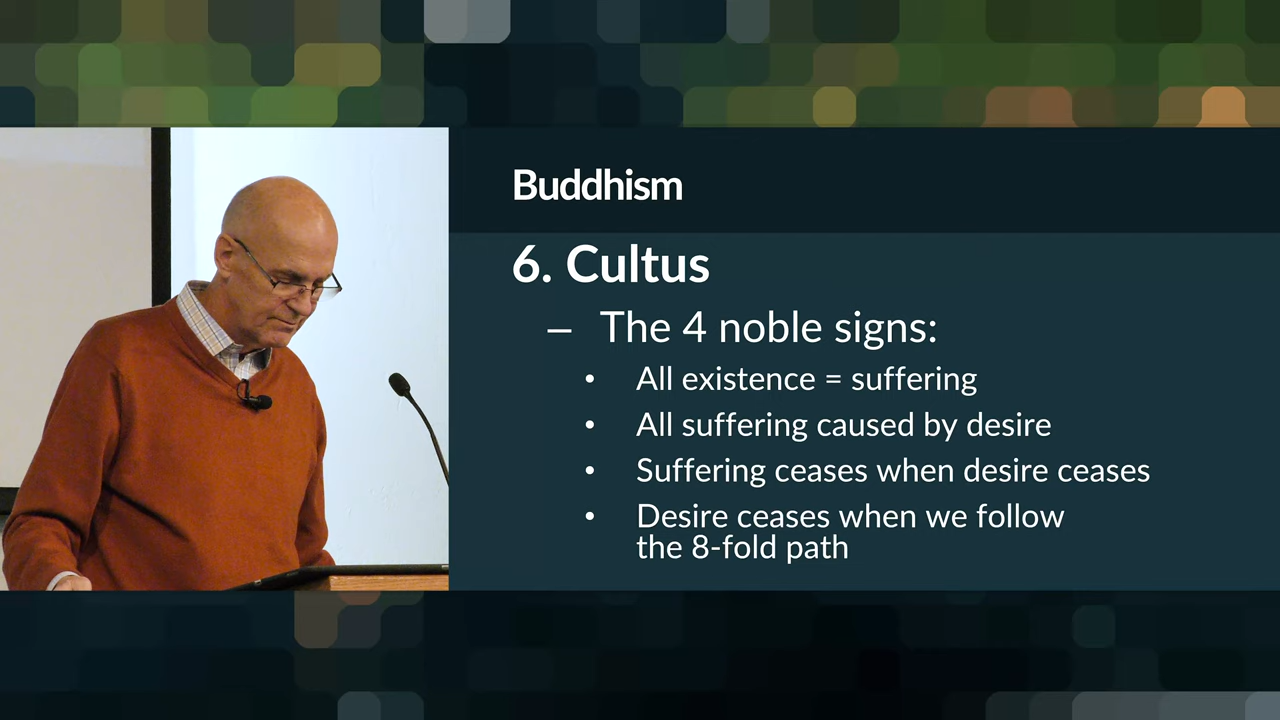 Buddhism
6. Cultus
– The 4 noble signs:
• All existence = suffering
• All suffering caused by desire
• Suffering ceases when desire ceases
• Desire ceases when we follow
the 8-fold path